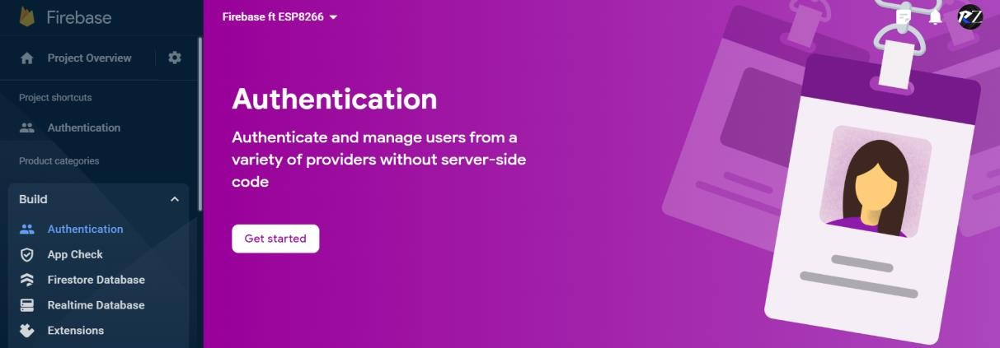 Firebase
Firebase ft ESP8266
RZ
Project Overview
Project shortcuts
Authentication
Product categories
Build
Authentication
App Check
Firestore Database
Realtime Database
Extensions
Authentication
Authenticate and manage users from a
variety of providers without server-side
code
Get started